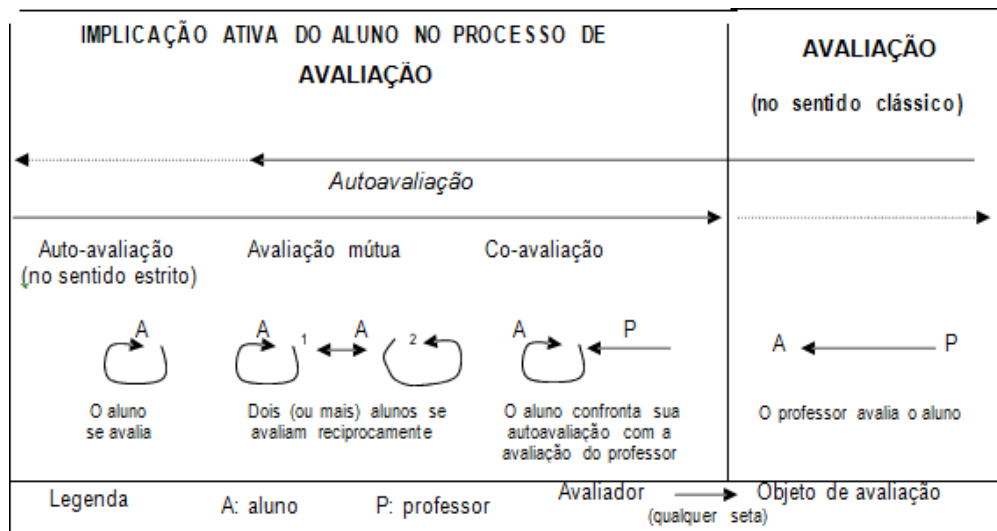 IMPLICAÇÃO ATIVA DO ALUNO NO PROCESSO DE
AVALIAÇÃO
AVALIAÇÃO
(no sentido clássico)
Autoavaliação
Auto-avaliação
(no sentido estrito)
Avaliação mútua
Co-avaliação
A
A 1
A 2
A
P
A
P
O aluno
se avalia
Dois (ou mais) alunos se
avaliam reciprocamente
O aluno confronta sua
autoavaliação com a
avaliação do professor
O professor avalia o aluno
Legenda
A: aluno
P: professor
Avaliador
(qualquer seta)
Objeto de avaliação